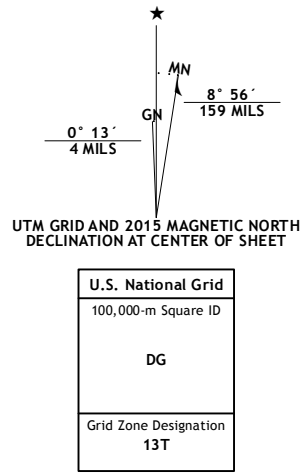 ★
MN
GN
8° 56´
159 MILS
0° 13´
4 MILS
UTM GRID AND 2015 MAGNETIC NORTH
DECLINATION AT CENTER OF SHEET
U.S. National Grid
100,000-m Square ID
DG
Grid Zone Designation
13T